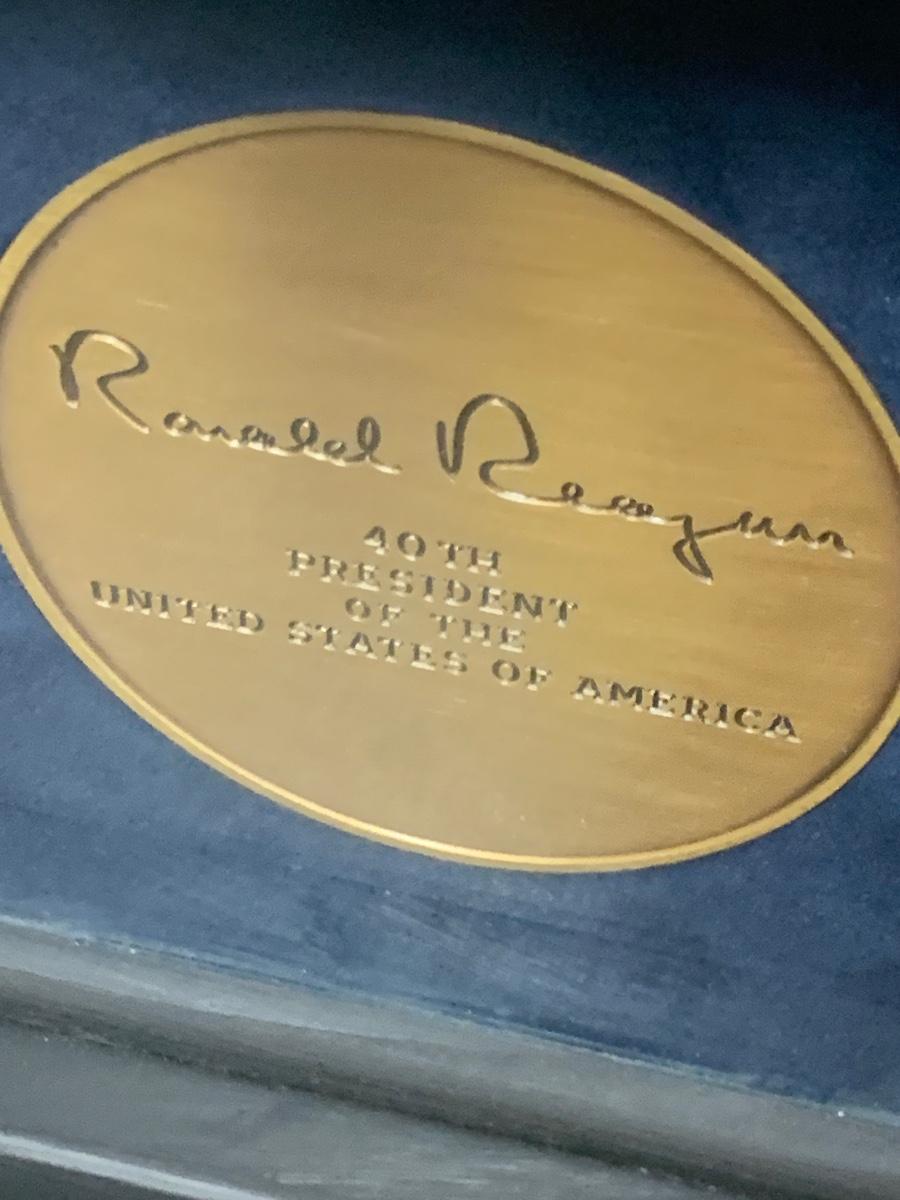 Ronald Reagan
40TH
PRESIDENT
OF THE
UNITED STATES OF AMERICA